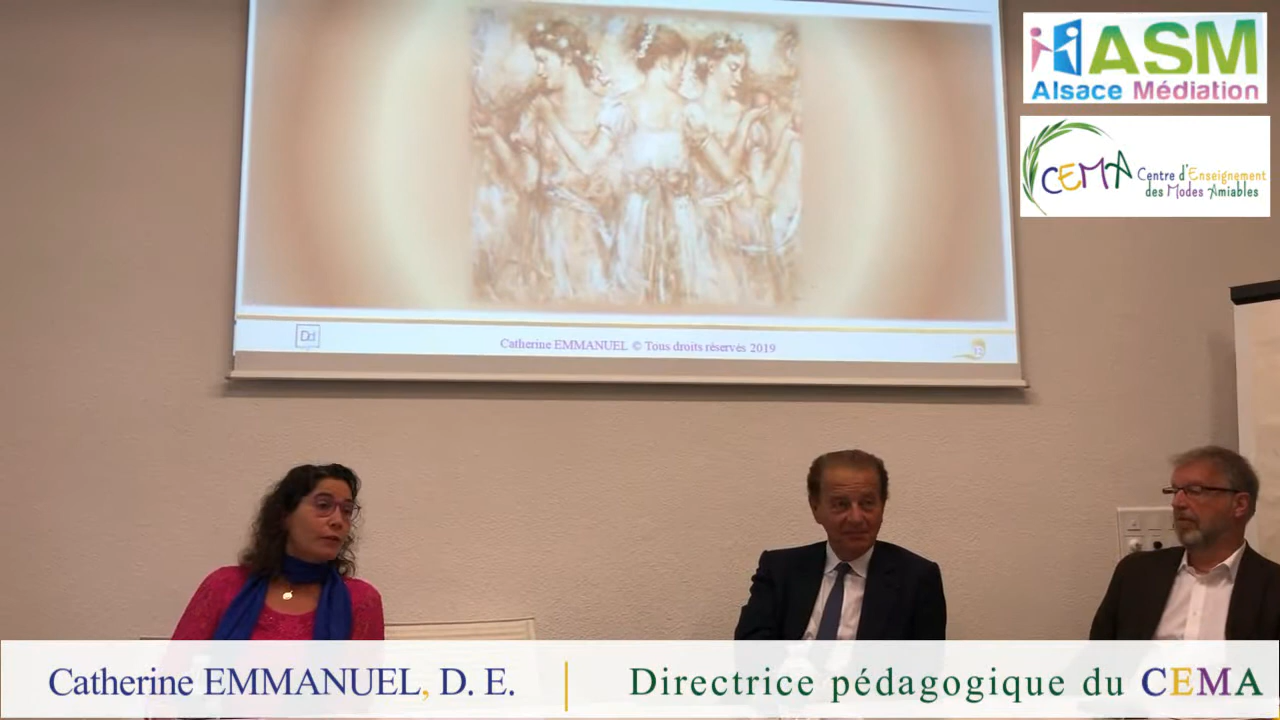 ASM
Alsace Médiation
CEMA Centre d'Enseignement
des Modes Amiables
Catherine EMMANUEL © Tous droits réservés 2019
Catherine EMMANUEL, D. E. | Directrice pédagogique du CEMA